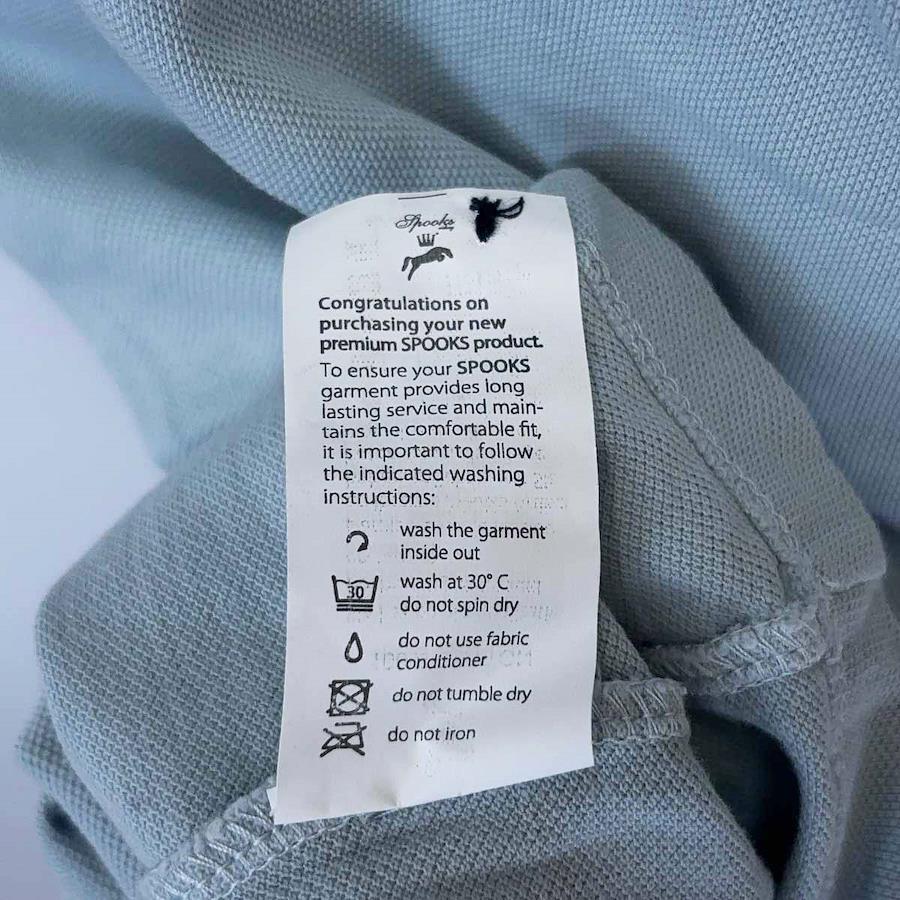 Spooks
Congratulations on
purchasing your new
premium SPOOKS product.
To ensure your SPOOKS
garment provides long
lasting service and main-
tains the comfortable fit,
it is important to follow
the indicated washing
instructions:
wash the garment
inside out
30
wash at 30° C
do not spin dry
do not use fabric
conditioner
do not tumble dry
do not iron